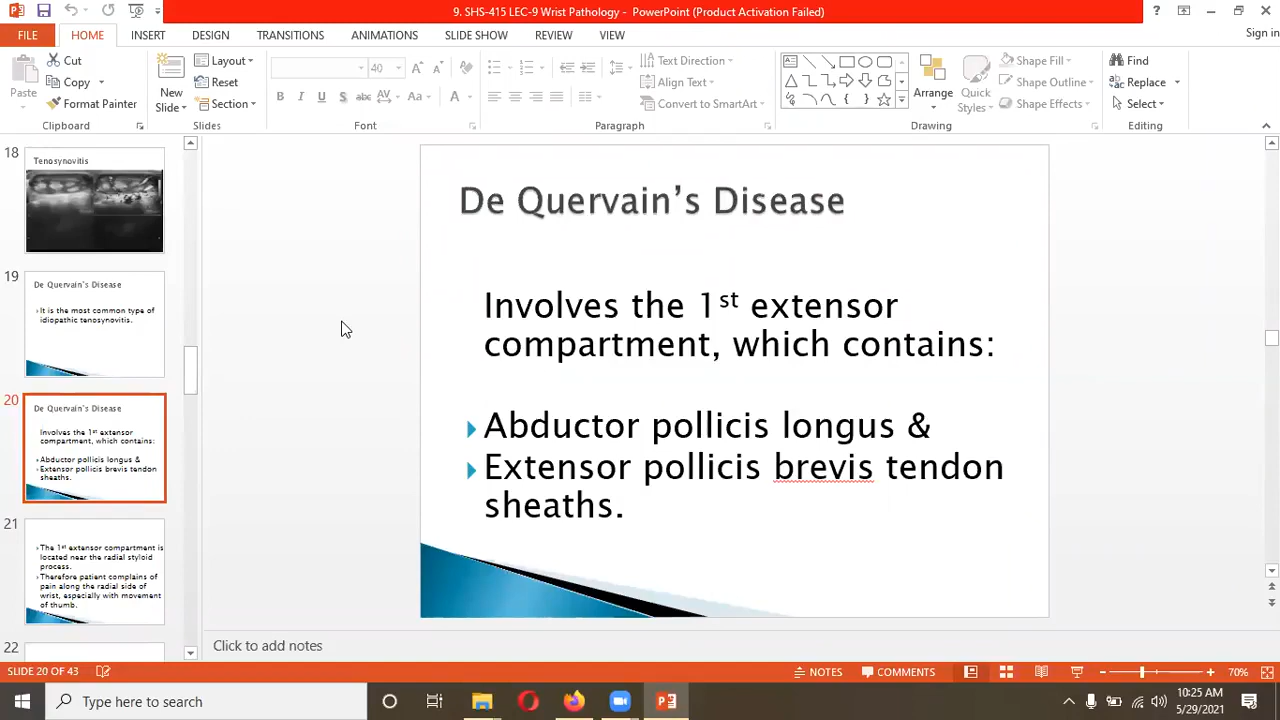 9. SHS-415 LEC-9 Wrist Pathology - PowerPoint (Product Activation Failed)
FILE HOME INSERT DESIGN TRANSITIONS ANIMATIONS SLIDE SHOW REVIEW VIEW Sign in
Cut Layout 40 Text Direction Shape Fill Find
Copy Reset Align Text Shape Outline Replace
Paste Format Painter New Slide Section B I U S abc AV Aa A Convert to SmartArt Arrange Quick Styles Shape Effects Select
Clipboard Slides Font Paragraph Drawing Editing
18
Tenosynovitis
19
De Quervain's Disease
It is the most common type of
idiopathic tenosynovitis.
20
De Quervain's Disease
Involves the 1st extensor
compartment, which contains:
Abductor pollicis longus &
Extensor pollicis brevis tendon
sheaths.
21
The 1st extensor compartment is
located near the radial styloid
process.
Therefore patient complains of
pain along the radial side of
wrist, especially with movement
of thumb.
22
De Quervain's Disease
Involves the 1st extensor
compartment, which contains:
Abductor pollicis longus &
Extensor pollicis brevis tendon
sheaths.
Click to add notes
SLIDE 20 OF 43 NOTES COMMENTS 70%
Type here to search
10:25 AM
5/29/2021